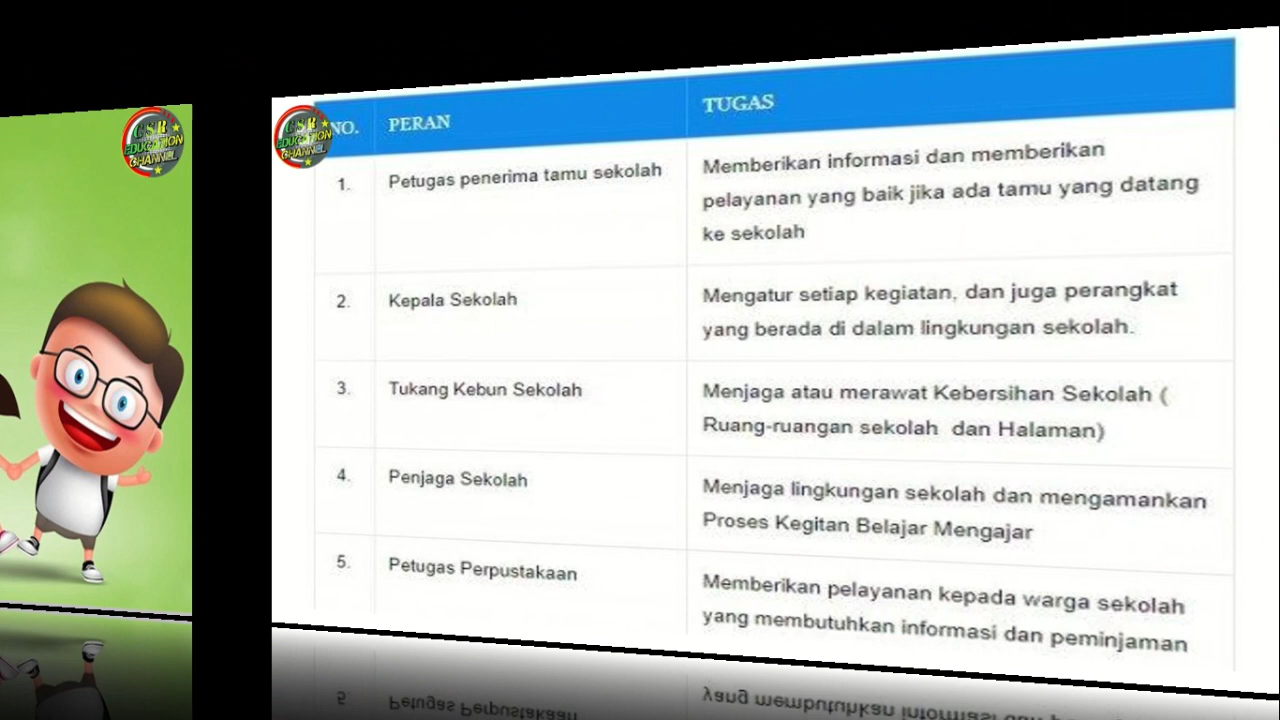 GSR
EDUCATION
CHANNEL
GSR
EDUCATION
CHANNEL
NO. PERAN TUGAS
1. Petugas penerima tamu sekolah Memberikan informasi dan memberikan
pelayanan yang baik jika ada tamu yang datang
ke sekolah
2. Kepala Sekolah Mengatur setiap kegiatan, dan juga perangkat
yang berada di dalam lingkungan sekolah.
3. Tukang Kebun Sekolah Menjaga atau merawat Kebersihan Sekolah (
Ruang-ruangan sekolah dan Halaman)
4. Penjaga Sekolah Menjaga lingkungan sekolah dan mengamankan
Proses Kegitan Belajar Mengajar
5. Petugas Perpustakaan Memberikan pelayanan kepada warga sekolah
yang membutuhkan informasi dan peminjaman